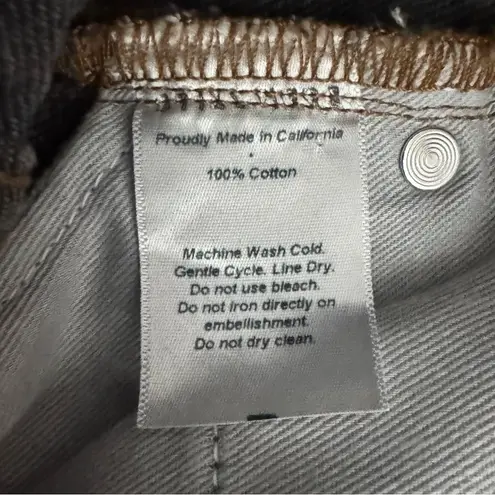 Proudly Made in California
.
100% Cotton
Machine Wash Cold.
Gentle Cycle. Line Dry.
Do not use bleach.
Do not iron directly on
embellishment.
Do not dry clean.